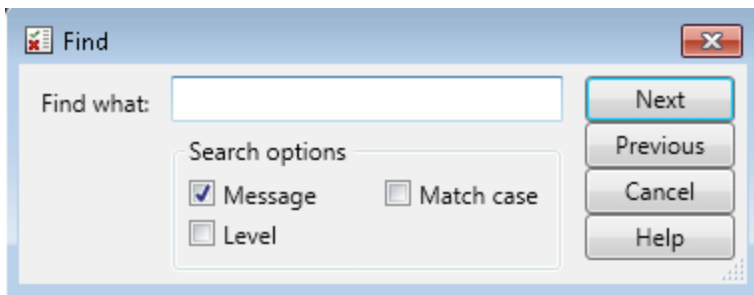 Find
Find what:
Next
Previous
Cancel
Help
Search options
Message
Match case
Level